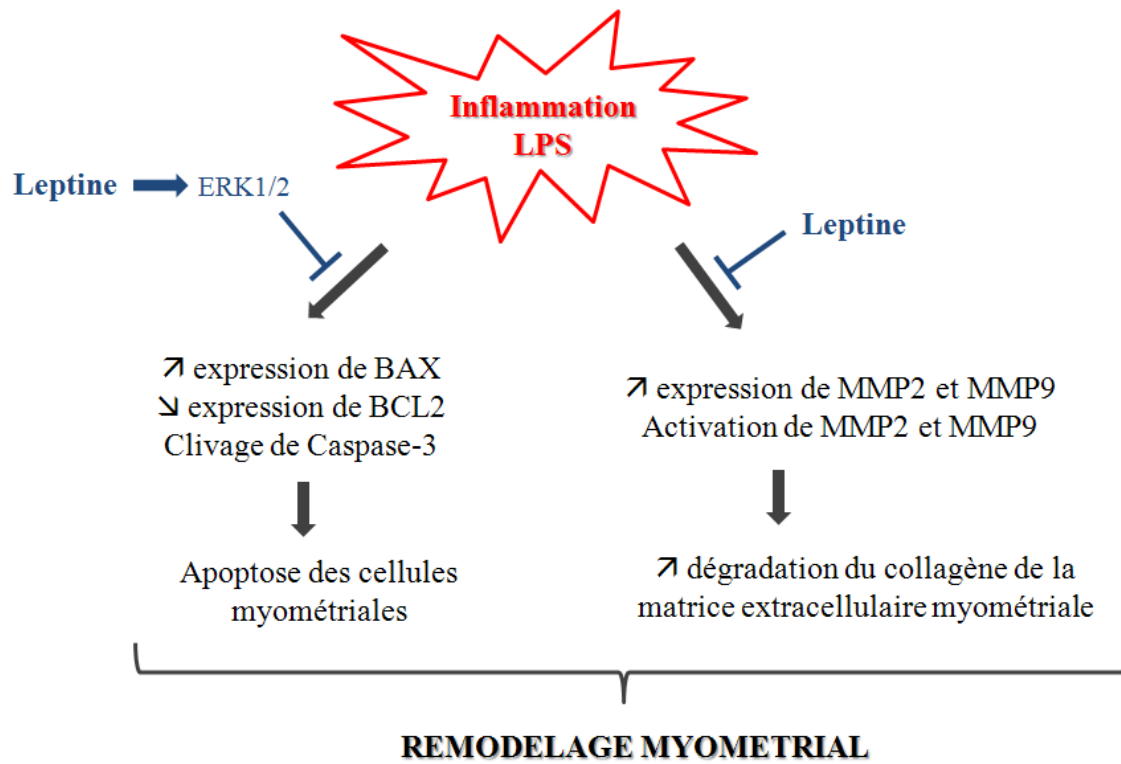 Inflammation
LPS
Leptine
ERK1/2
Leptine
↗ expression de BAX
↘ expression de BCL2
Clivage de Caspase-3
↗ expression de MMP2 et MMP9
Activation de MMP2 et MMP9
Apoptose des cellules
myométriales
↗ dégradation du collagène de la
matrice extracellulaire myométriale
REMODELAGE MYOMETRIAL